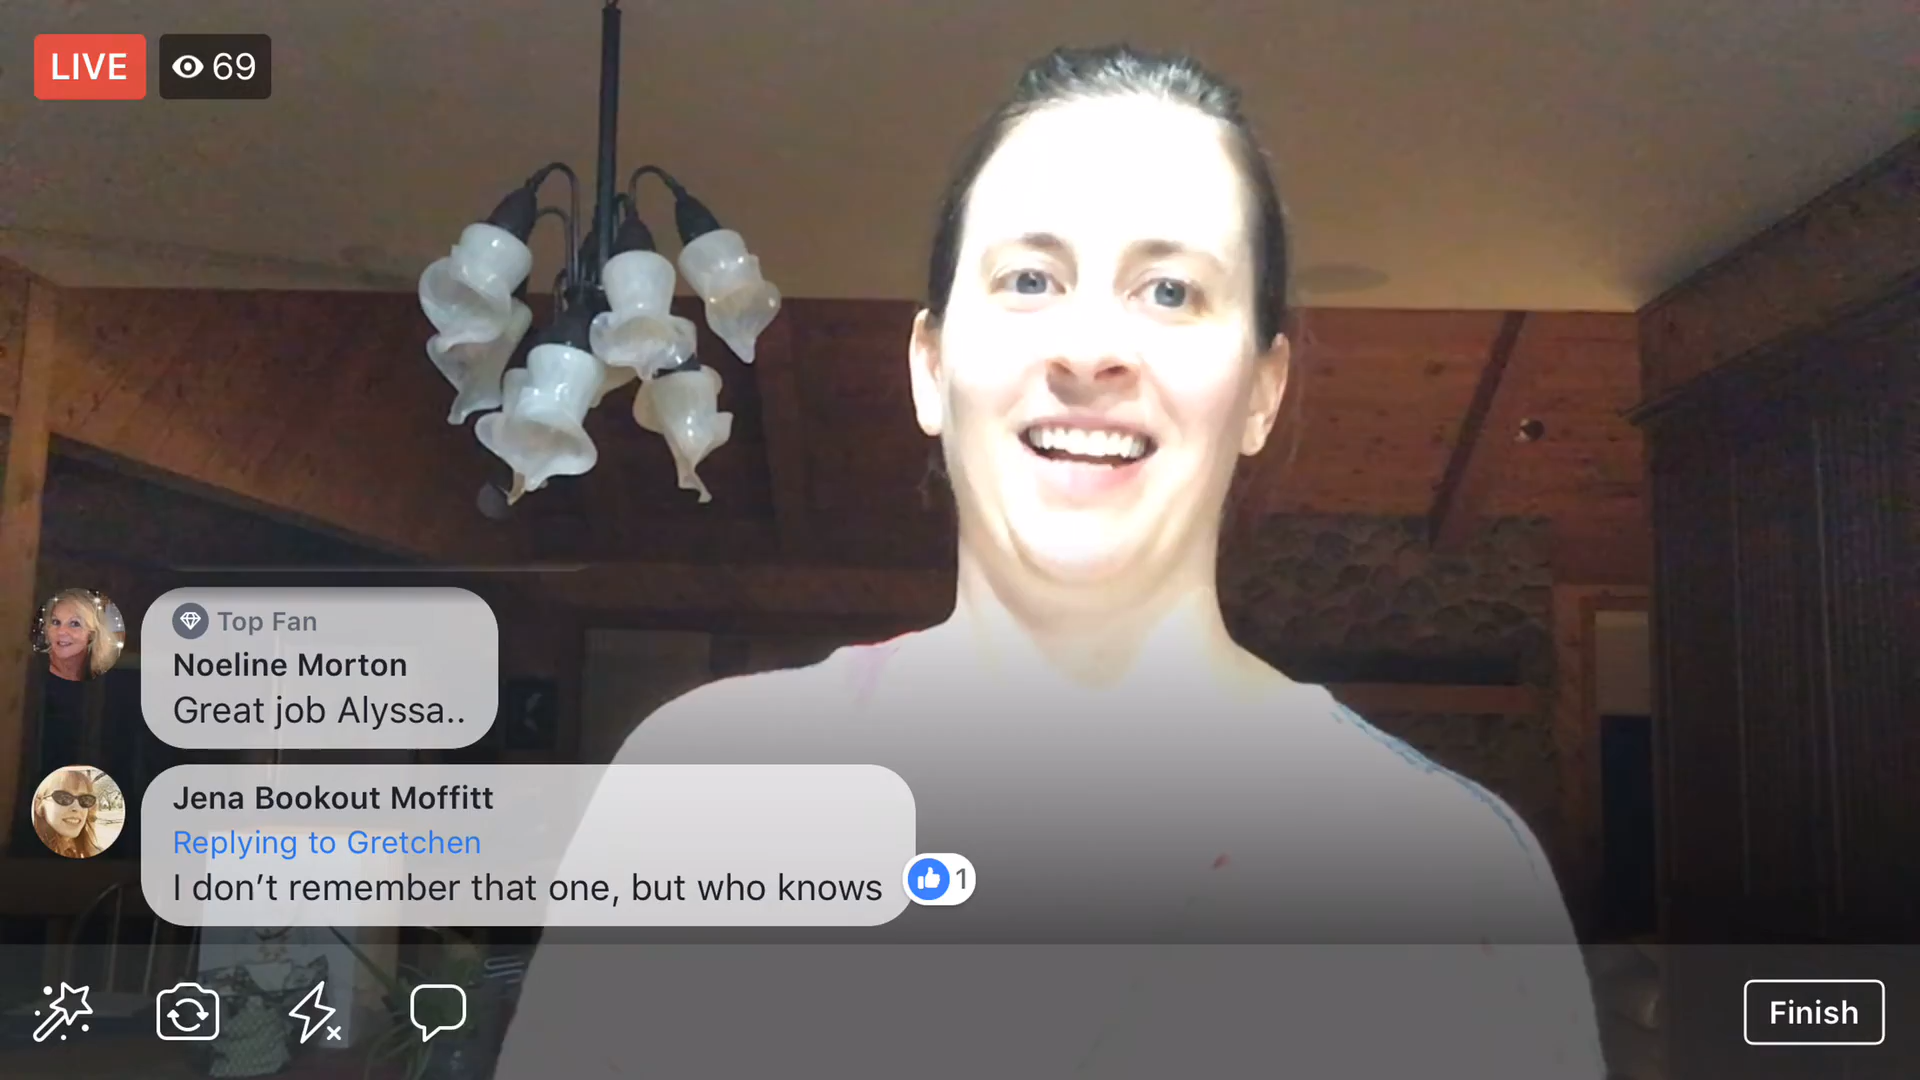 LIVE
69
Top Fan
Noeline Morton
Great job Alyssa..
Jena Bookout Moffitt
Replying to Gretchen
I don’t remember that one, but who knows
1
Finish